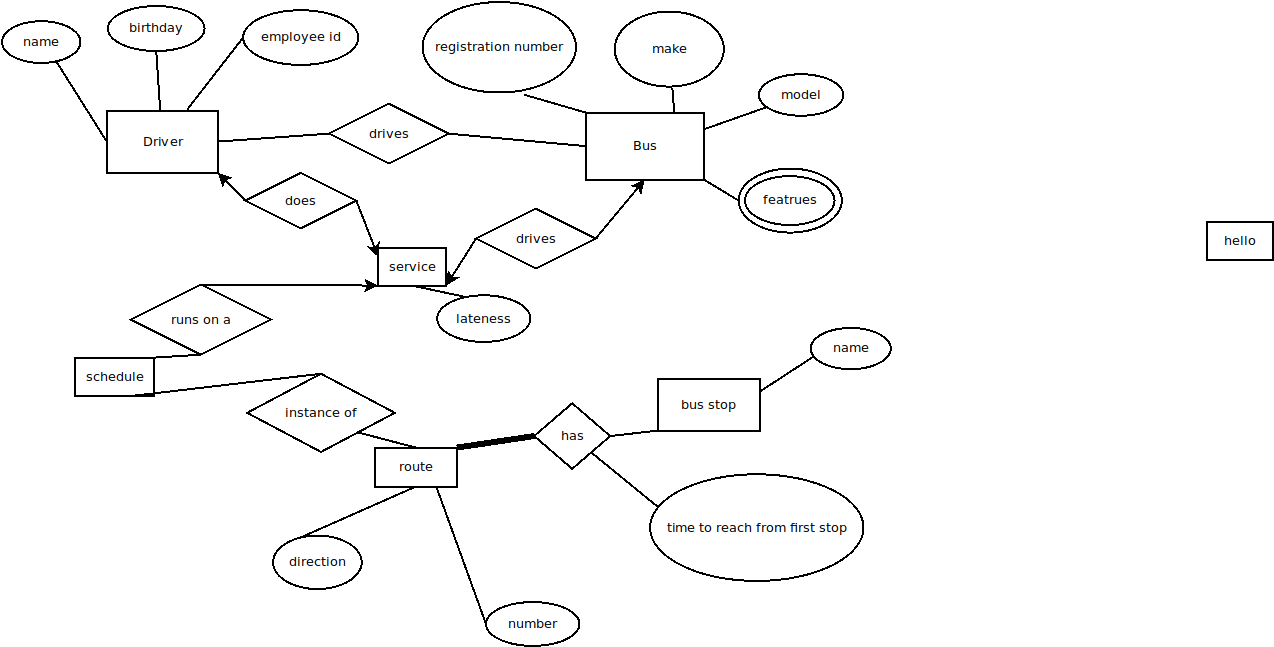 name
birthday
employee id
registration number
make
model
Driver
drives
Bus
featrues
does
drives
hello
service
lateness
runs on a
schedule
name
instance of
bus stop
has
route
time to reach from first stop
direction
number